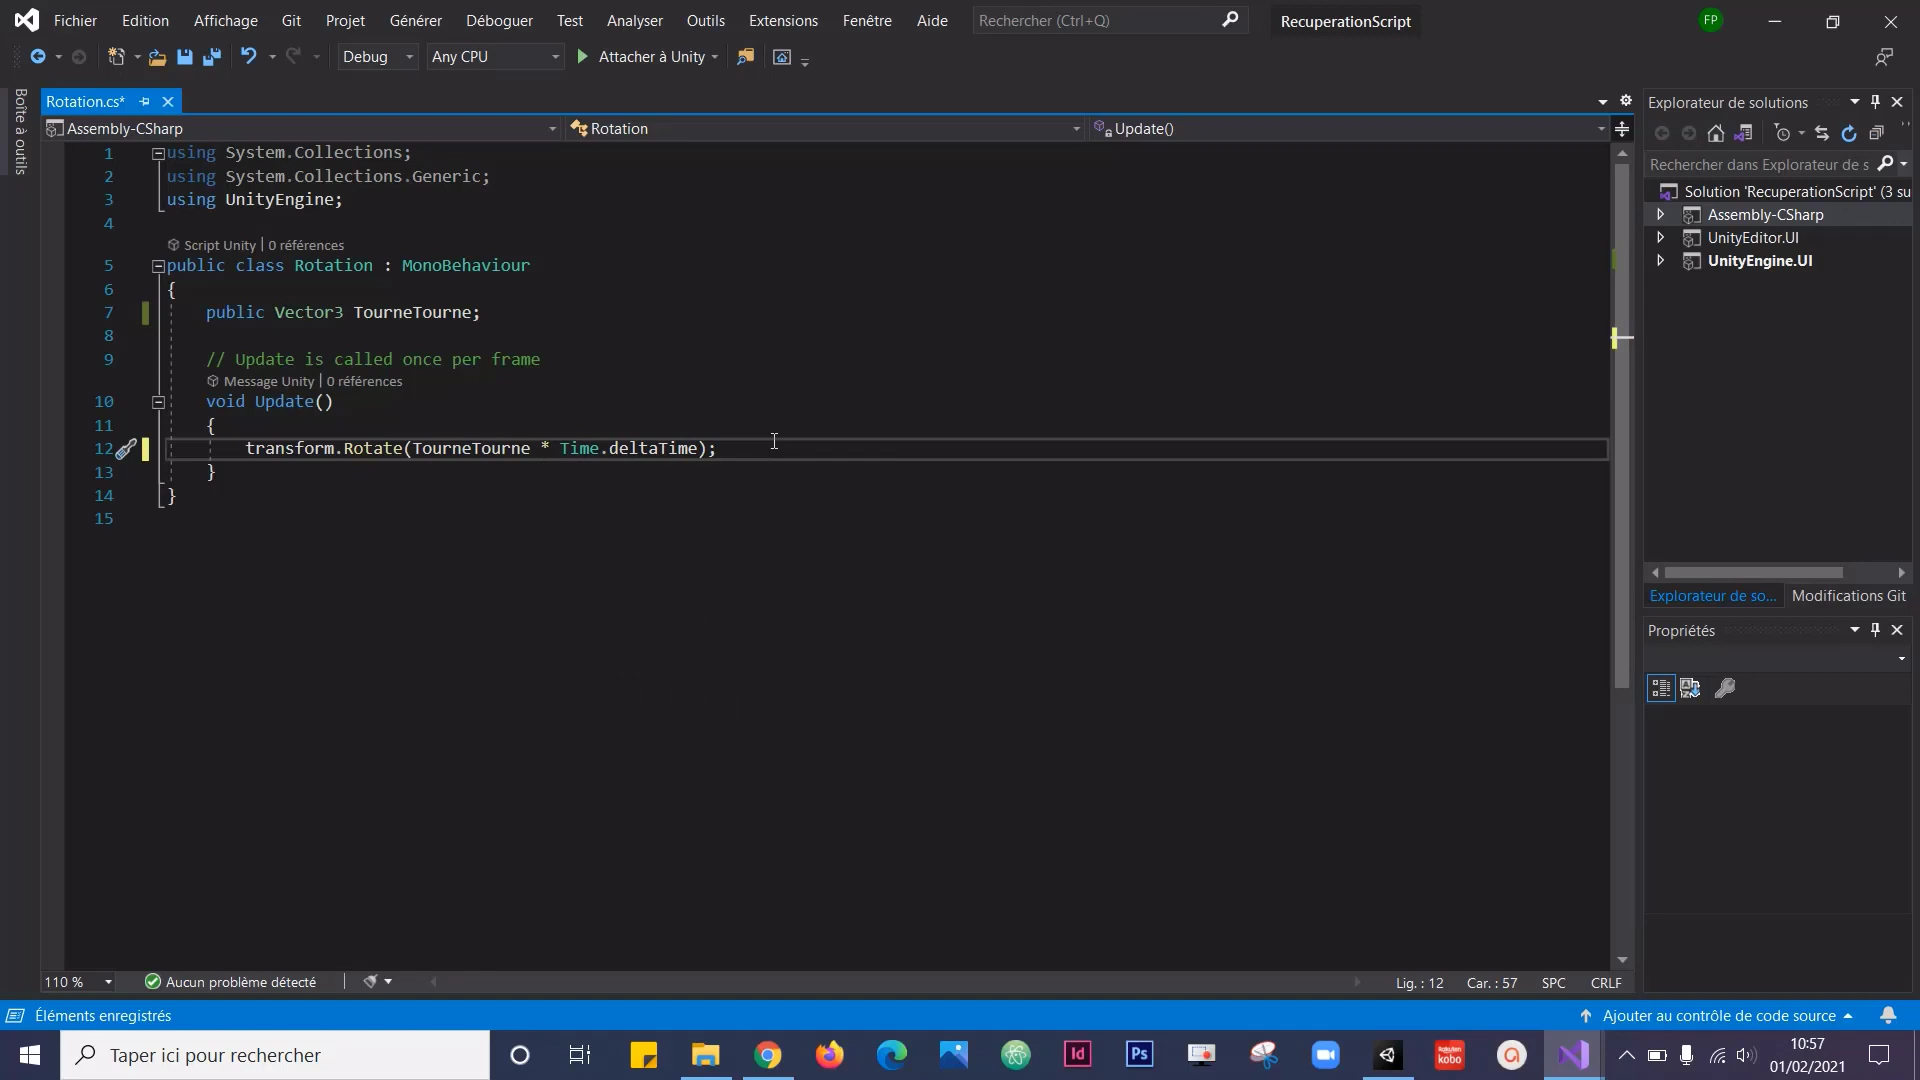 Fichier Edition Affichage Git Projet Générer Déboguer Test Analyser Outils Extensions Fenêtre Aide Rechercher (Ctrl+Q) RecuperationScript FP
Debug Any CPU Attacher à Unity
Boîte à outils
Rotation.cs*
Assembly-CSharp Rotation Update()
1 using System.Collections;
2 using System.Collections.Generic;
3 using UnityEngine;
4
Script Unity | 0 références
5 public class Rotation : MonoBehaviour
6 {
7 public Vector3 TourneTourne;
8
9 // Update is called once per frame
Message Unity | 0 références
10 void Update()
11 {
12 transform.Rotate(TourneTourne * Time.deltaTime);
13 }
14 }
15
110 % Aucun problème détecté Lig. : 12 Car. : 57 SPC CRLF
Explorateur de solutions
Rechercher dans Explorateur de s
Solution 'RecuperationScript' (3 su
Assembly-CSharp
UnityEditor.UI
UnityEngine.UI
Explorateur de so... Modifications Git
Propriétés
Éléments enregistrés Ajouter au contrôle de code source
Taper ici pour rechercher
Id Ps
Rakuten
kobo
10:57
01/02/2021